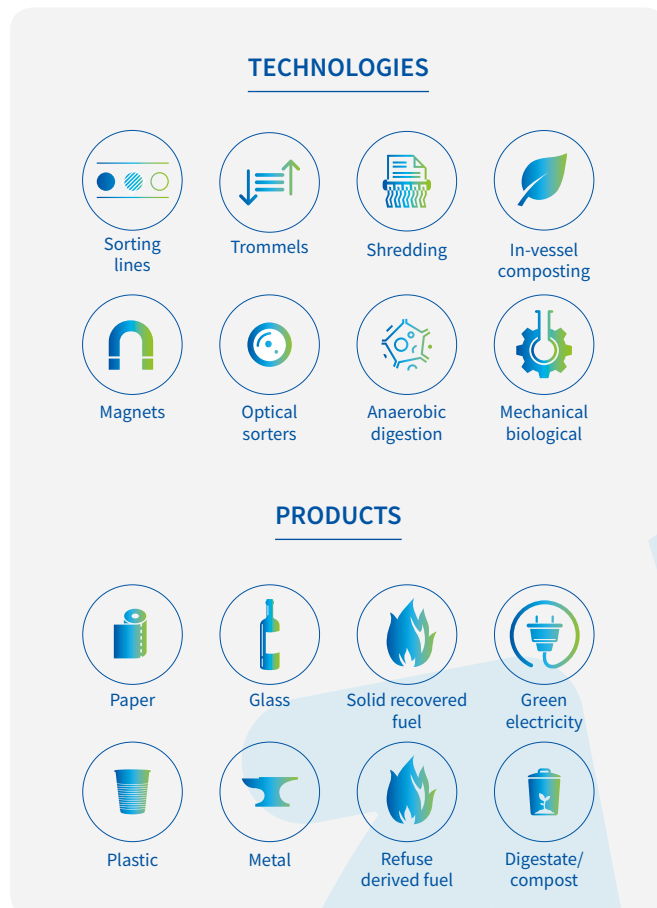 TECHNOLOGIES
Sorting
lines
Trommels
Shredding
In-vessel
composting
Magnets
Optical
sorters
Anaerobic
digestion
Mechanical
biological
PRODUCTS
Paper
Glass
Solid recovered
fuel
Green
electricity
Plastic
Metal
Refuse
derived fuel
Digestate/
compost